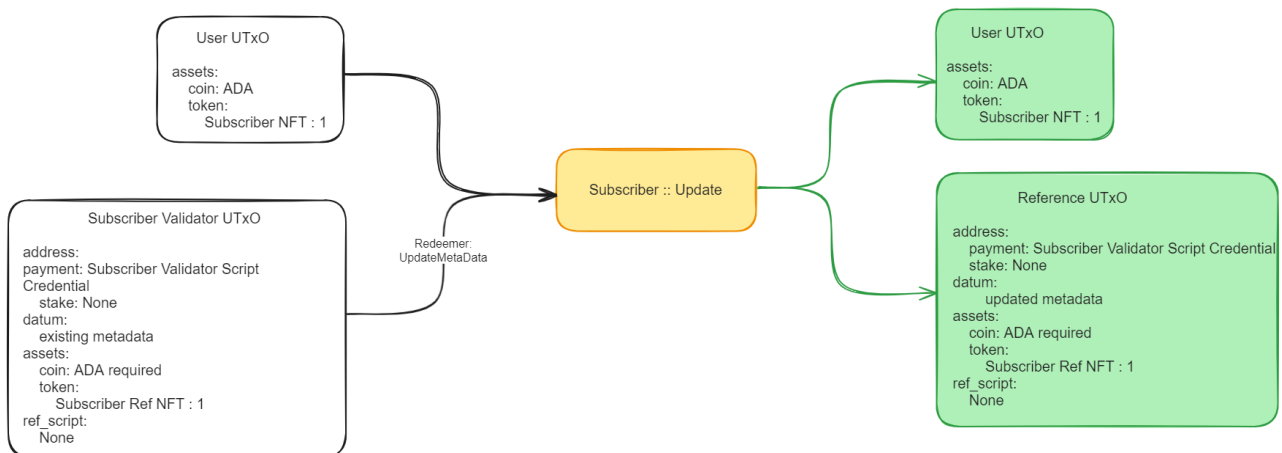 User UTxO
assets:
coin: ADA
token:
Subscriber NFT : 1
Subscriber Validator UTxO
address:
payment: Subscriber Validator Script
Credential
stake: None
datum:
existing metadata
assets:
coin: ADA required
token:
Subscriber Ref NFT : 1
ref_script:
None
Redeemer:
UpdateMetaData
Subscriber :: Update
User UTxO
assets:
coin: ADA
token:
Subscriber NFT : 1
Reference UTxO
address:
payment: Subscriber Validator Script Credential
stake: None
datum:
updated metadata
assets:
coin: ADA required
token:
Subscriber Ref NFT : 1
ref_script:
None